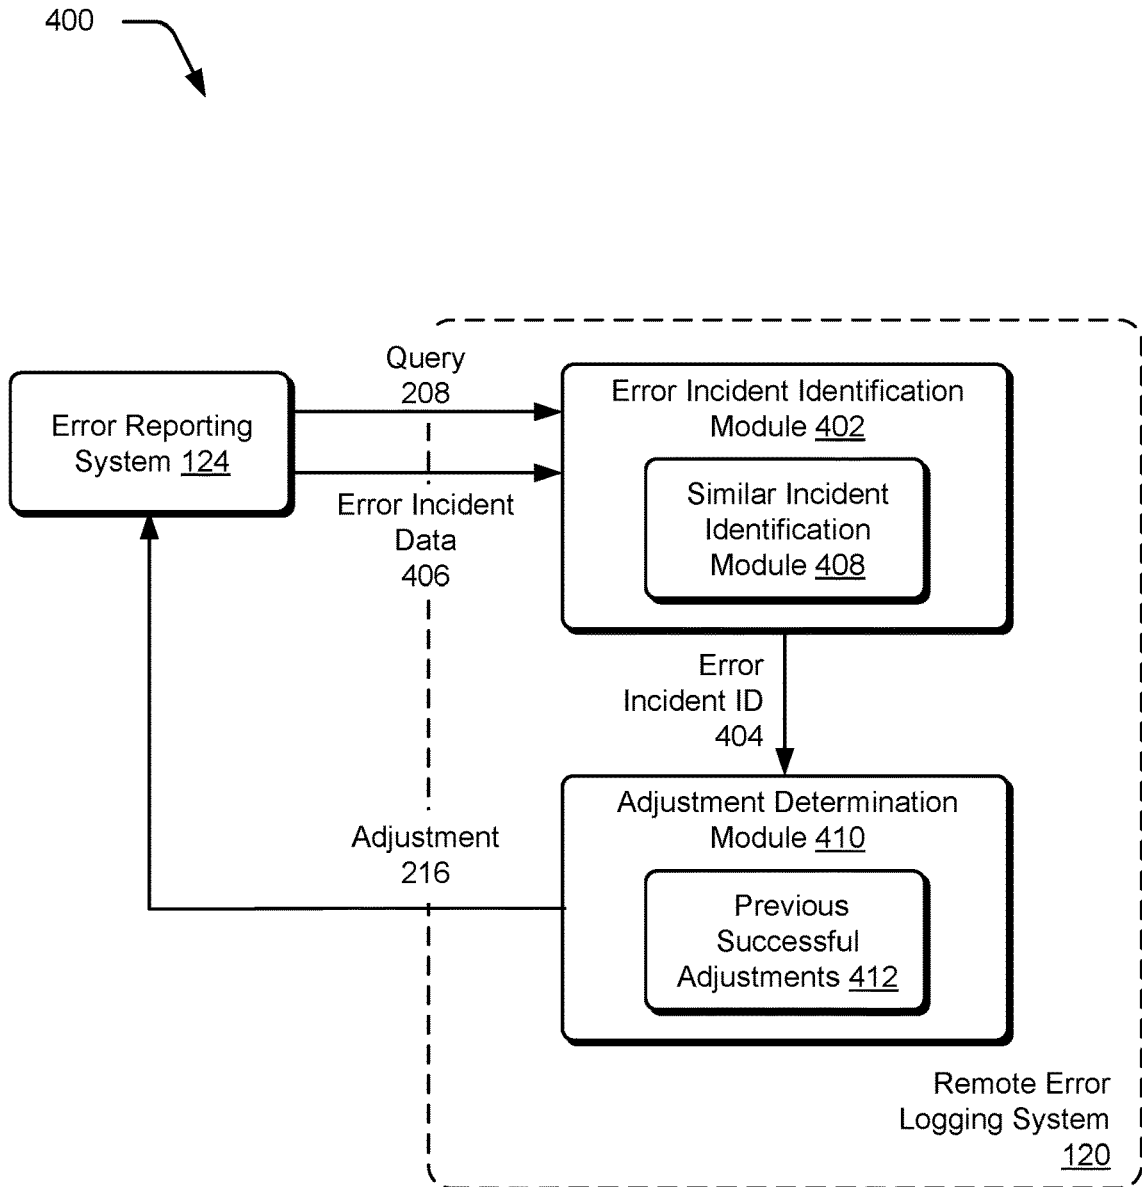 400
Query
208
Error Reporting
System 124
Error Incident
Data
406
Error Incident Identification
Module 402
Similar Incident
Identification
Module 408
Error
Incident ID
404
Adjustment Determination
Module 410
Previous
Successful
Adjustments 412
Adjustment
216
Remote Error
Logging System
120